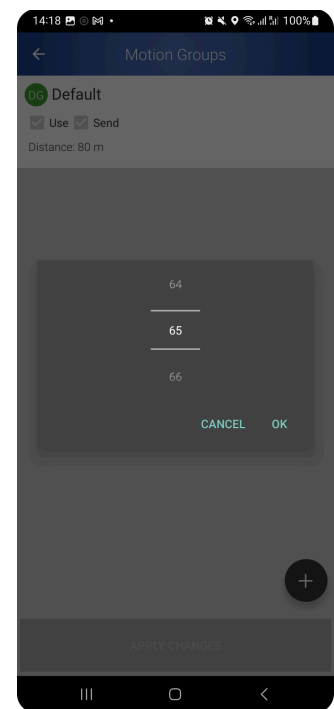 14:18
100%
Motion Groups
DG Default
Use Send
Distance: 80 m
64
65
66
CANCEL OK
APPLY CHANGES